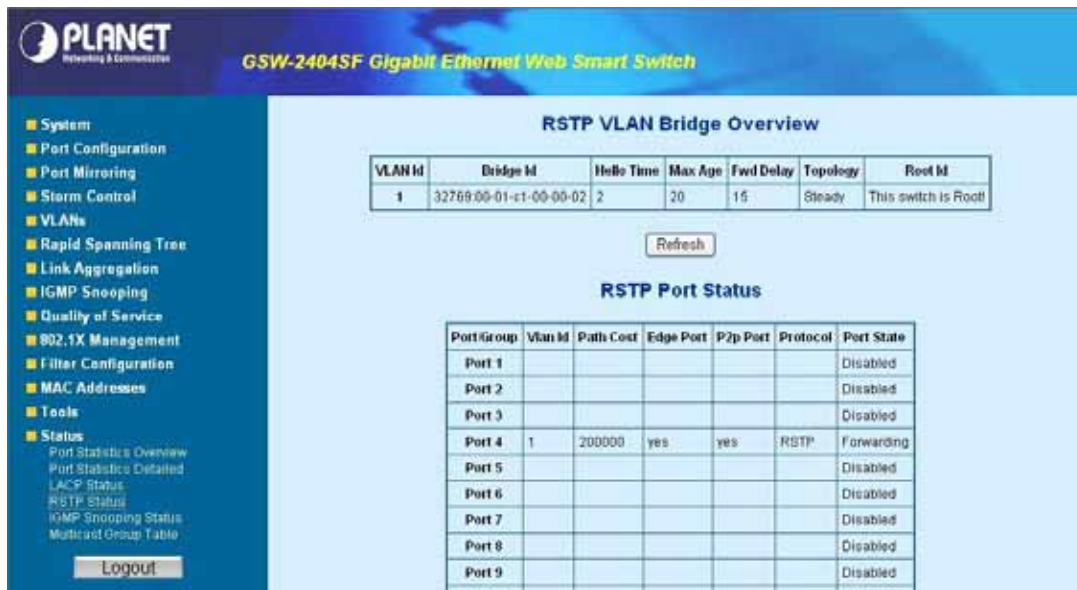 PLANET
Networking & Communication
GSW-2404SF Gigabit Ethernet Web Smart Switch
System
Port Configuration
Port Mirroring
Storm Control
VLANs
Rapid Spanning Tree
Link Aggregation
IGMP Snooping
Quality of Service
802.1X Management
Filter Configuration
MAC Addresses
Tools
Status
Port Statistics Overview
Port Statistics Detailed
LACP Status
RSTP Status
IGMP Snooping Status
Multicast Group Table
Logout
RSTP VLAN Bridge Overview
VLAN Id Bridge Id Hello Time Max Age Fwd Delay Topology Root Id
1 32769:00-01-c1-00-00-02 2 20 15 Steady This switch is Root!
Refresh
RSTP Port Status
Port/Group Vlan Id Path Cost Edge Port P2p Port Protocol Port State
Port 1 Disabled
Port 2 Disabled
Port 3 Disabled
Port 4 1 200000 yes yes RSTP Forwarding
Port 5 Disabled
Port 6 Disabled
Port 7 Disabled
Port 8 Disabled
Port 9 Disabled